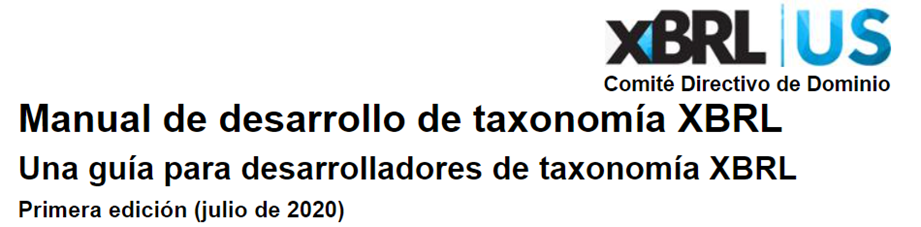 XBRL US
Comité Directivo de Dominio
Manual de desarrollo de taxonomía XBRL
Una guía para desarrolladores de taxonomía XBRL
Primera edición (julio de 2020)